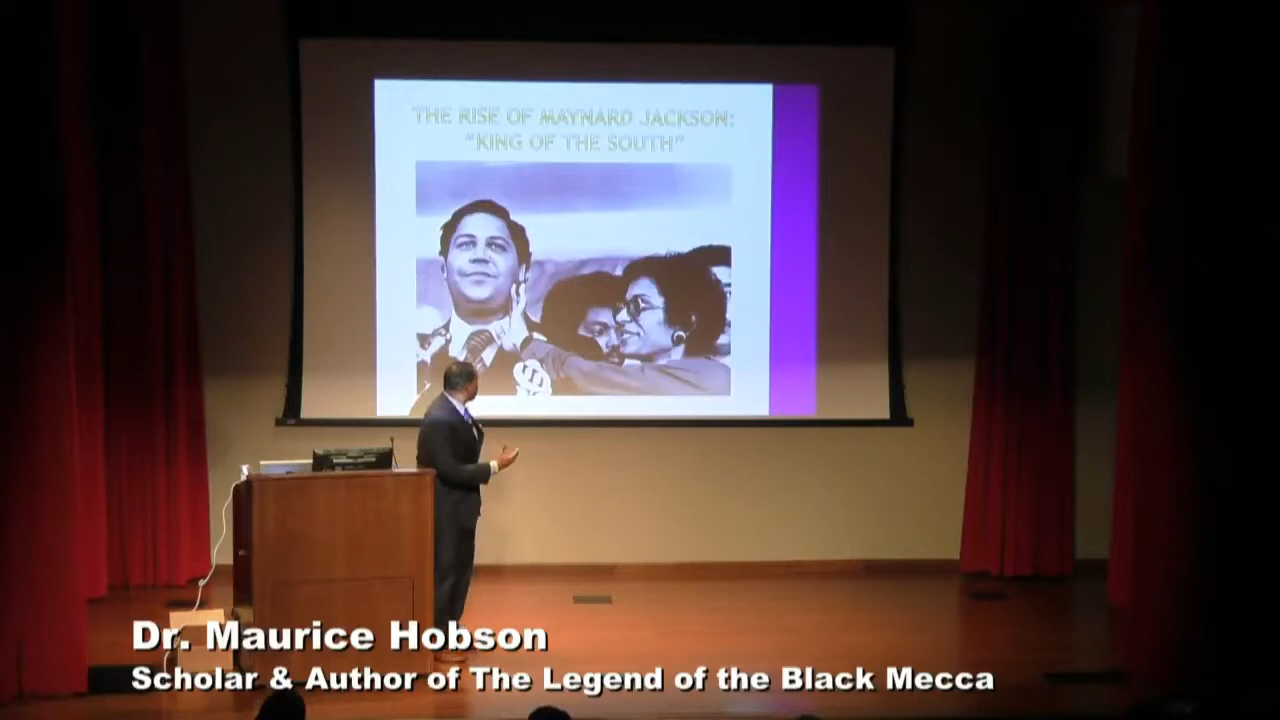 THE RISE OF MAYNARD JACKSON:
“KING OF THE SOUTH”
Dr. Maurice Hobson
Scholar & Author of The Legend of the Black Mecca